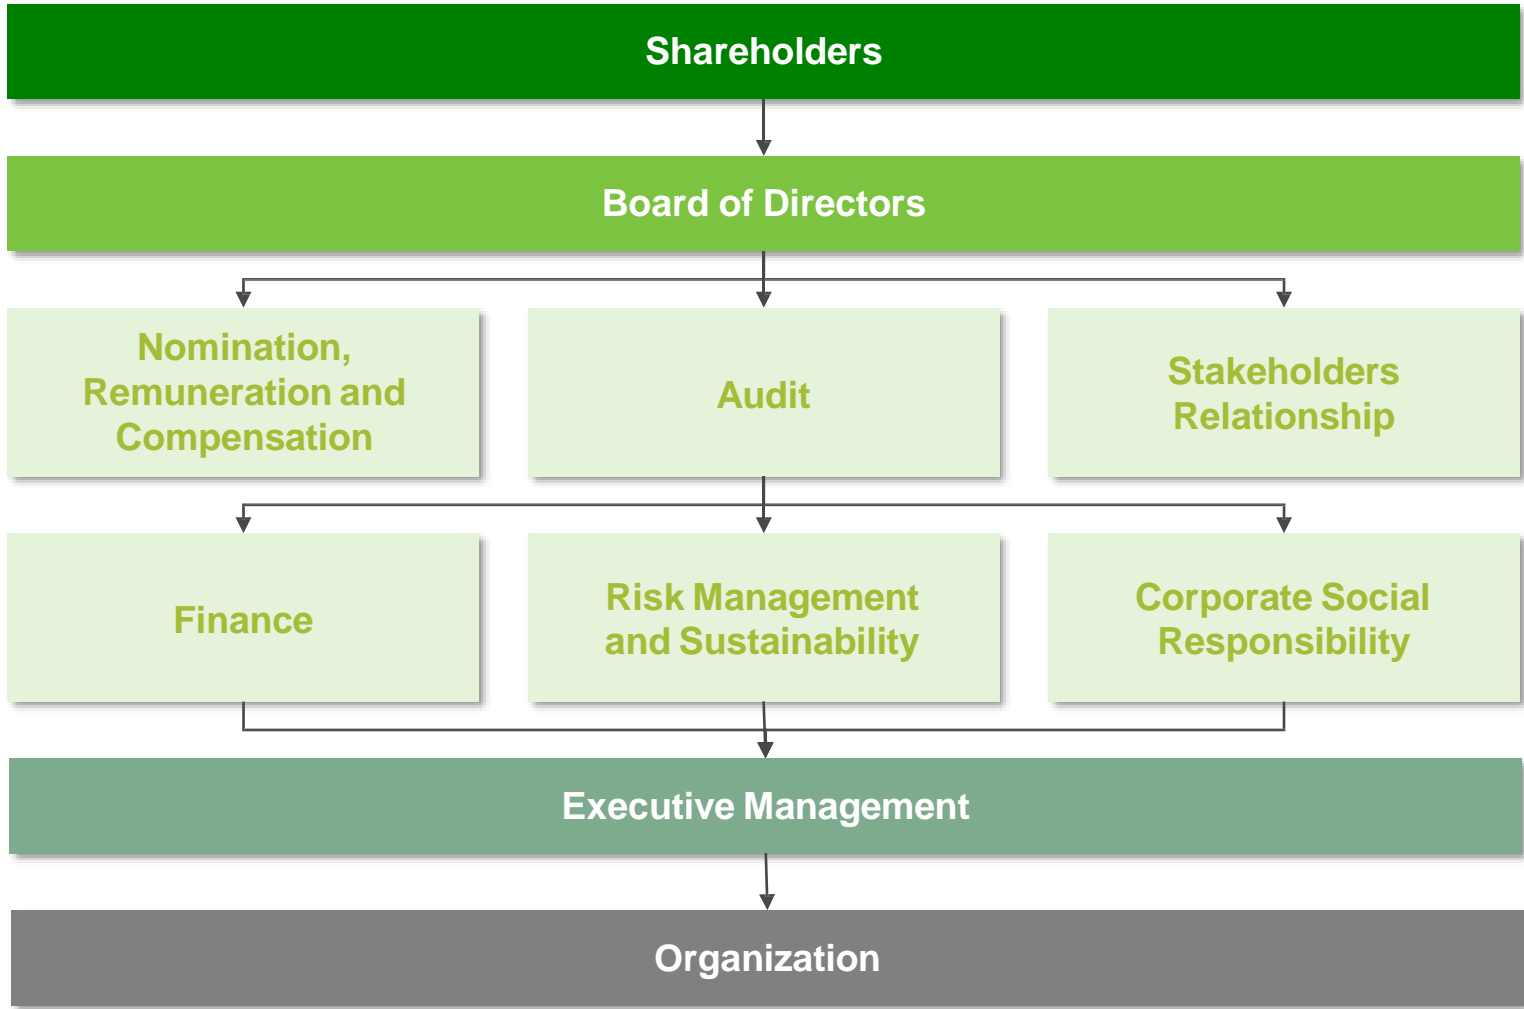 Shareholders
Board of Directors
Nomination,
Remuneration and
Compensation
Audit
Stakeholders
Relationship
Finance
Risk Management
and Sustainability
Corporate Social
Responsibility
Executive Management
Organization